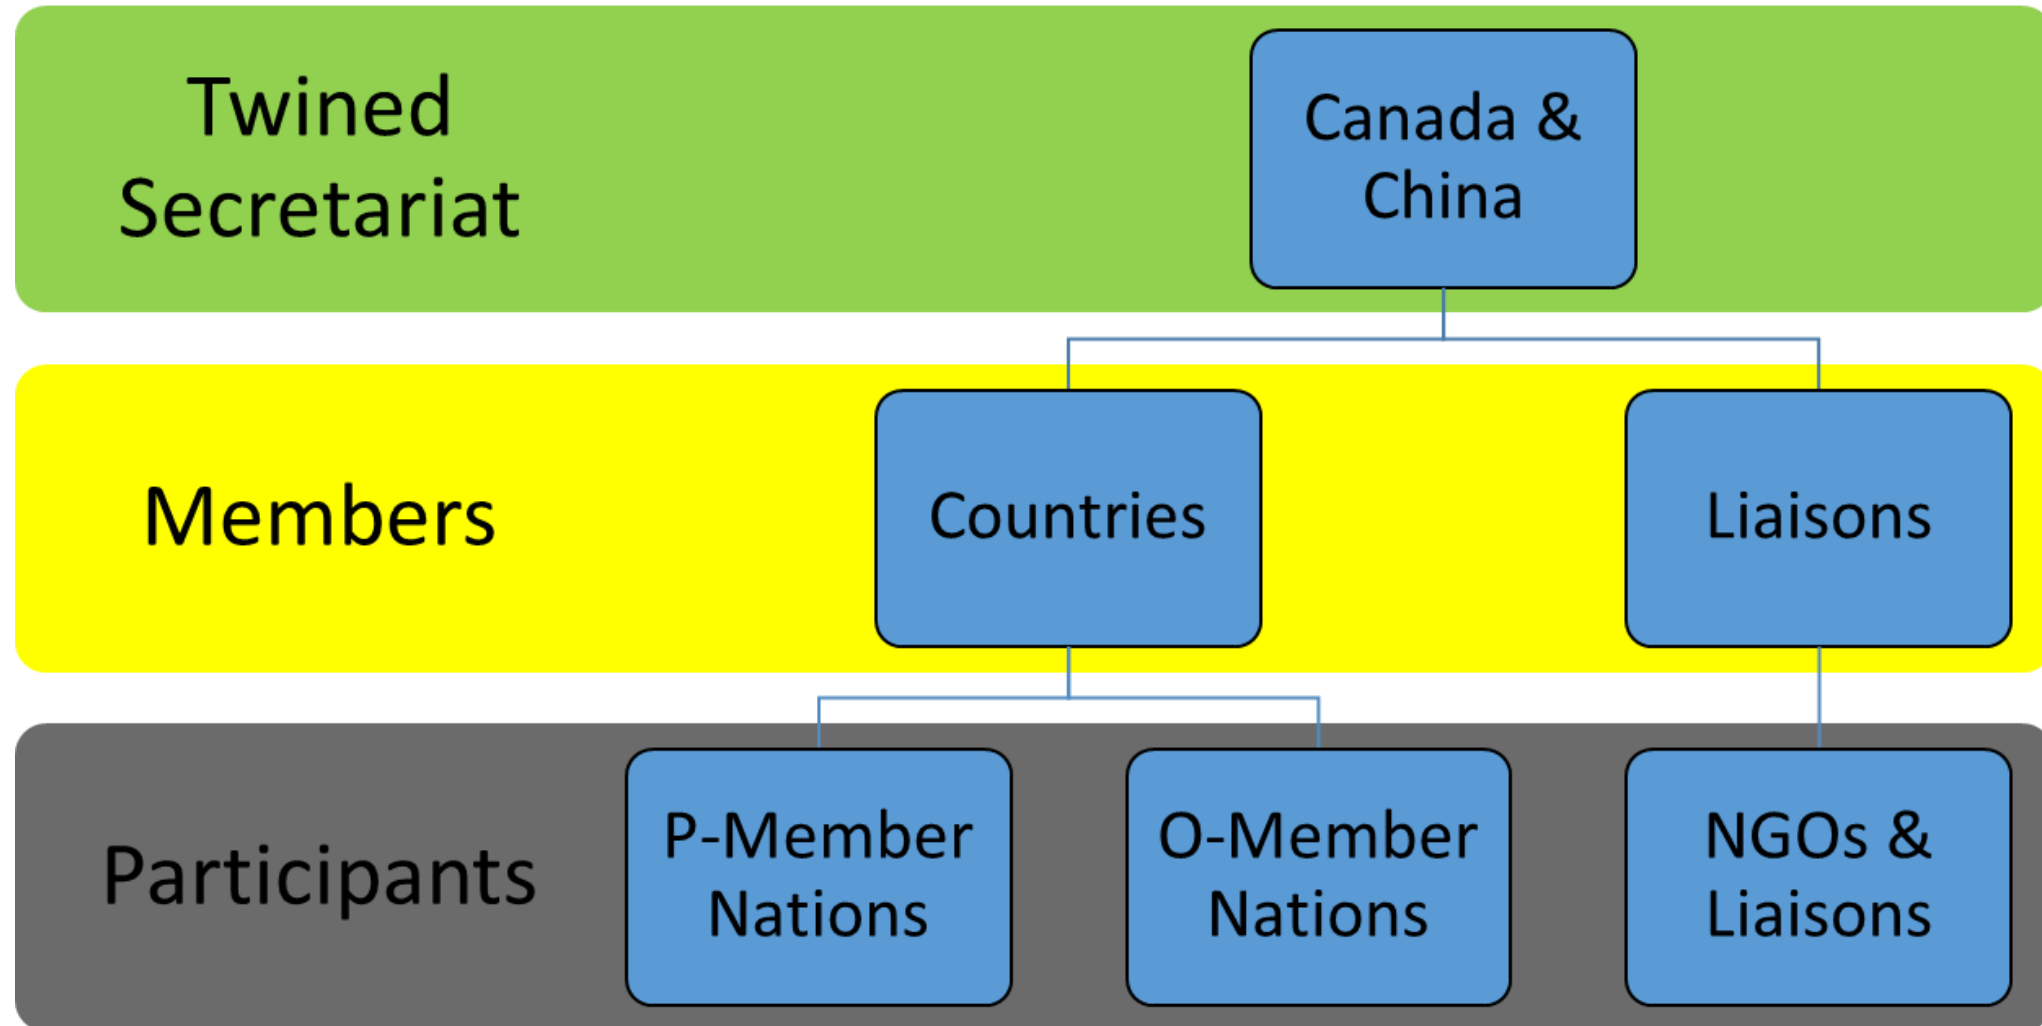 Twined
Secretariat
Canada &
China
Members
Countries
Liaisons
Participants
P-Member
Nations
O-Member
Nations
NGOs &
Liaisons